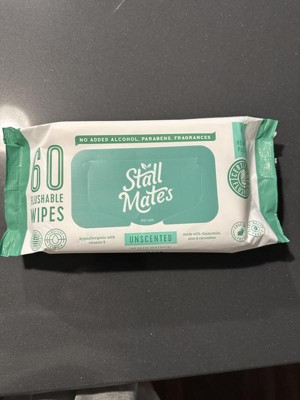 NO ADDED ALCOHOL, PARABENS, FRAGRANCES
60
FLUSHABLE
WIPES
Stall
Mates
UNSCENTED
hypoallergenic with
vitamin E
made with chamomile,
aloe & cucumber